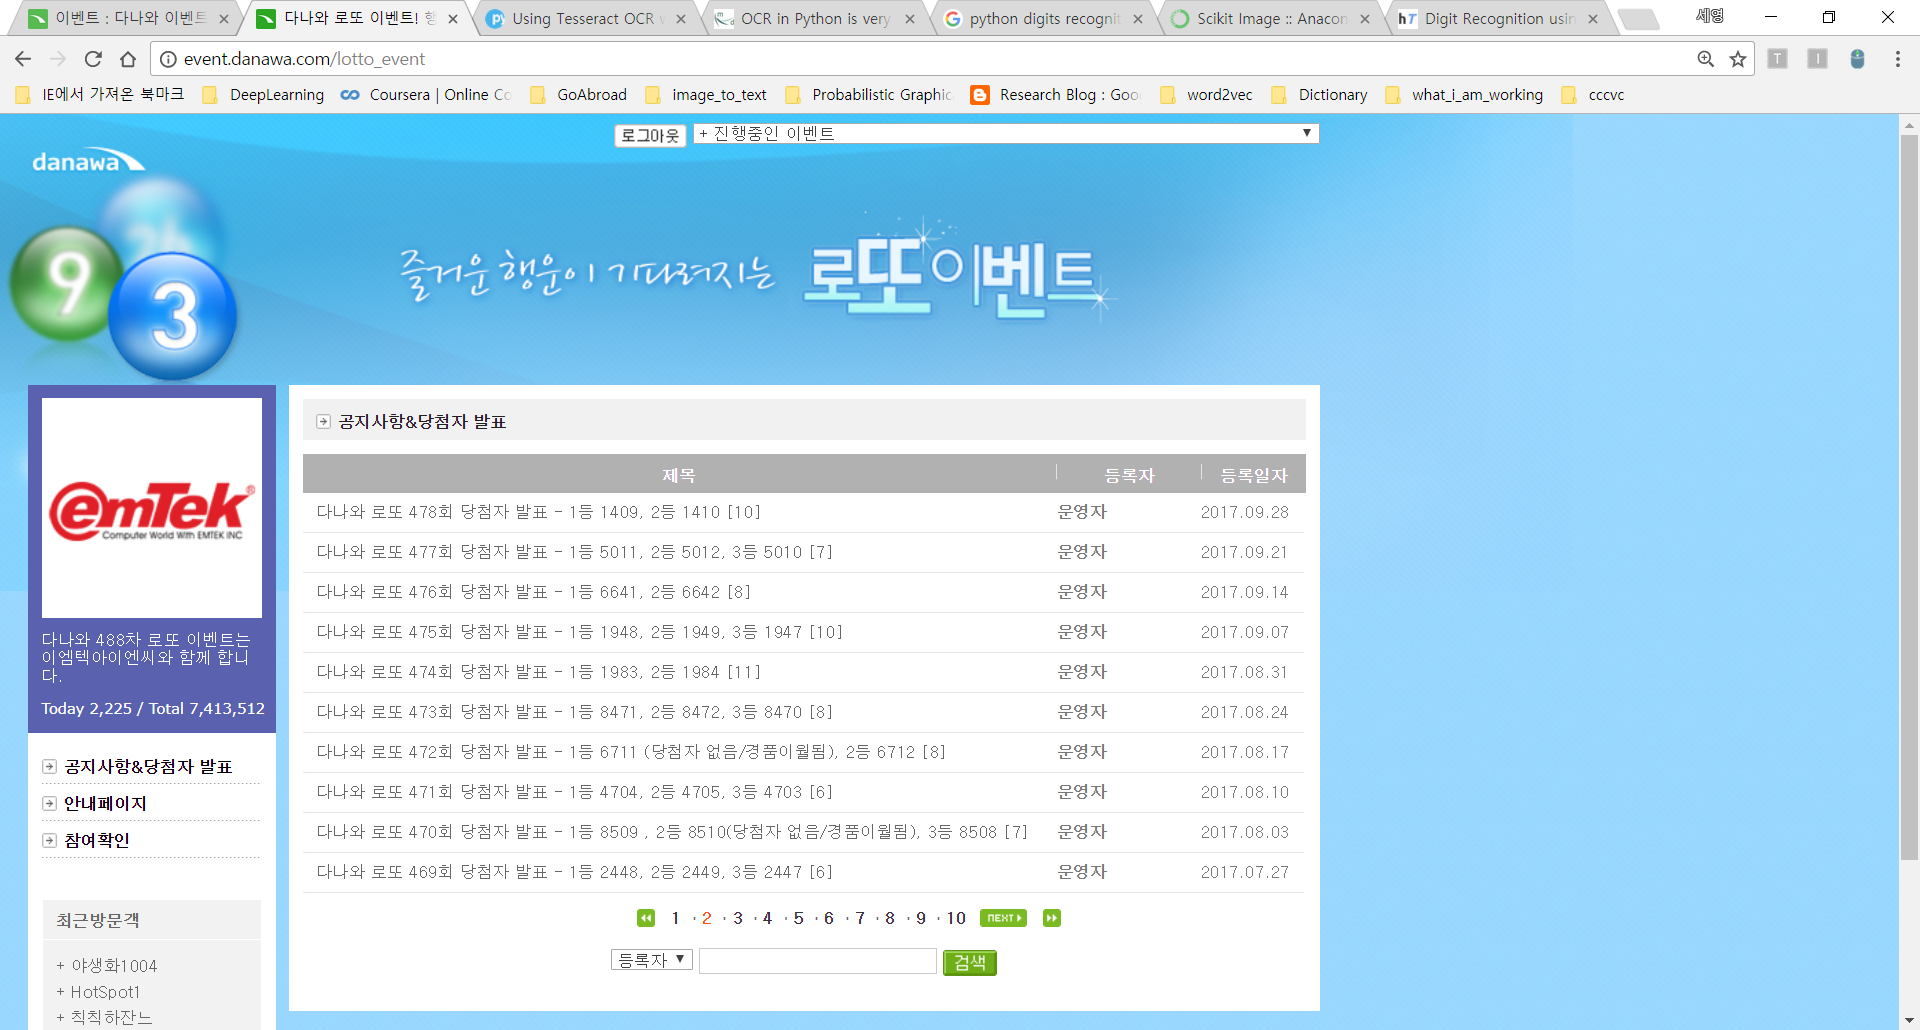 이벤트 : 다나와 이벤트
다나와 로또 이벤트! 행
Using Tesseract OCR w
OCR in Python is very
python digits recognit
Scikit Image :: Anacon
Digit Recognition usin
세영
event.danawa.com/lotto_event
IE에서 가져온 북마크
DeepLearning
Coursera | Online Co
GoAbroad
image_to_text
Probabilistic Graphic
Research Blog : Goo
word2vec
Dictionary
what_i_am_working
cccvc
로그아웃
+ 진행중인 이벤트
danawa
26
9
3
즐거운 행운이 기다려지는 로또이벤트
emTek
Computer World With EMTEK INC
다나와 488차 로또 이벤트는
이엠텍아이엔씨와 함께 합니
다.
Today 2,225 / Total 7,413,512
공지사항&당첨자 발표
안내페이지
참여확인
최근방문객
+ 야생화1004
+ HotSpot1
+ 칙칙하잔느
공지사항&당첨자 발표
제목 등록자 등록일자
다나와 로또 478회 당첨자 발표 - 1등 1409, 2등 1410 [10] 운영자 2017.09.28
다나와 로또 477회 당첨자 발표 - 1등 5011, 2등 5012, 3등 5010 [7] 운영자 2017.09.21
다나와 로또 476회 당첨자 발표 - 1등 6641, 2등 6642 [8] 운영자 2017.09.14
다나와 로또 475회 당첨자 발표 - 1등 1948, 2등 1949, 3등 1947 [10] 운영자 2017.09.07
다나와 로또 474회 당첨자 발표 - 1등 1983, 2등 1984 [11] 운영자 2017.08.31
다나와 로또 473회 당첨자 발표 - 1등 8471, 2등 8472, 3등 8470 [8] 운영자 2017.08.24
다나와 로또 472회 당첨자 발표 - 1등 6711 (당첨자 없음/경품이월됨), 2등 6712 [8] 운영자 2017.08.17
다나와 로또 471회 당첨자 발표 - 1등 4704, 2등 4705, 3등 4703 [6] 운영자 2017.08.10
다나와 로또 470회 당첨자 발표 - 1등 8509 , 2등 8510(당첨자 없음/경품이월됨), 3등 8508 [7] 운영자 2017.08.03
다나와 로또 469회 당첨자 발표 - 1등 2448, 2등 2449, 3등 2447 [6] 운영자 2017.07.27
1 · 2 · 3 · 4 · 5 · 6 · 7 · 8 · 9 · 10 NEXT
등록자 검색